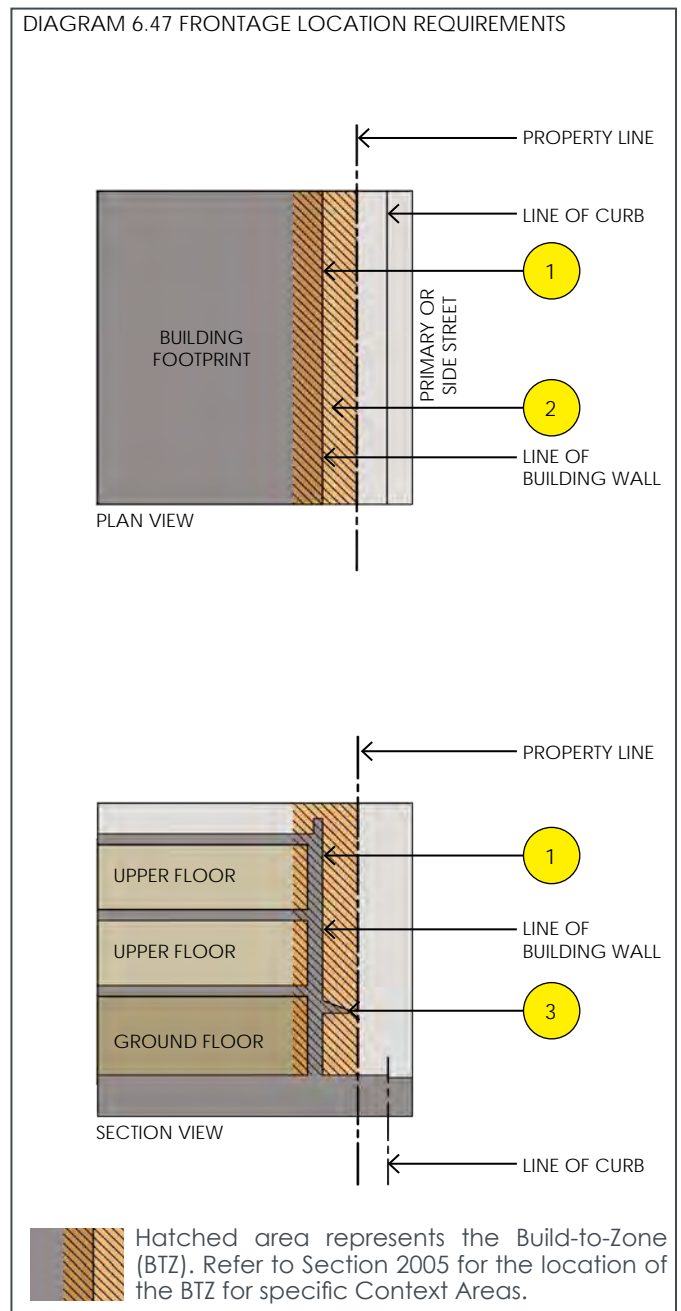 DIAGRAM 6.47 FRONTAGE LOCATION REQUIREMENTS
PROPERTY LINE
LINE OF CURB
1
PRIMARY OR
SIDE STREET
BUILDING
FOOTPRINT
2
LINE OF
BUILDING WALL
PLAN VIEW
PROPERTY LINE
1
UPPER FLOOR
LINE OF
BUILDING WALL
UPPER FLOOR
3
GROUND FLOOR
SECTION VIEW
LINE OF CURB
Hatched area represents the Build-to-Zone
(BTZ). Refer to Section 2005 for the location of
the BTZ for specific Context Areas.